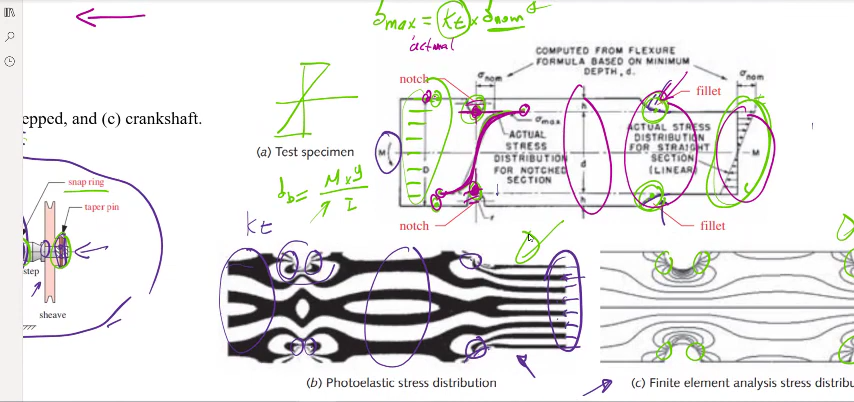 σmax = Kt x σnom
actual
COMPUTED FROM FLEXURE
FORMULA BASED ON MINIMUM
DEPTH, d.
notch
σnom
σnom
fillet
epped, and (c) crankshaft.
h
h
σmax
ACTUAL
STRESS
DISTRIBUTION
FOR NOTCHED
SECTION
ACTUAL STRESS
DISTRIBUTION
FOR STRAIGHT
SECTION
(LINEAR)
(a) Test specimen
M
M
D
d
h
r
σb = M x y
I
snap ring
taper pin
Kt
notch
fillet
step
sheave
(b) Photoelastic stress distribution
(c) Finite element analysis stress distribu